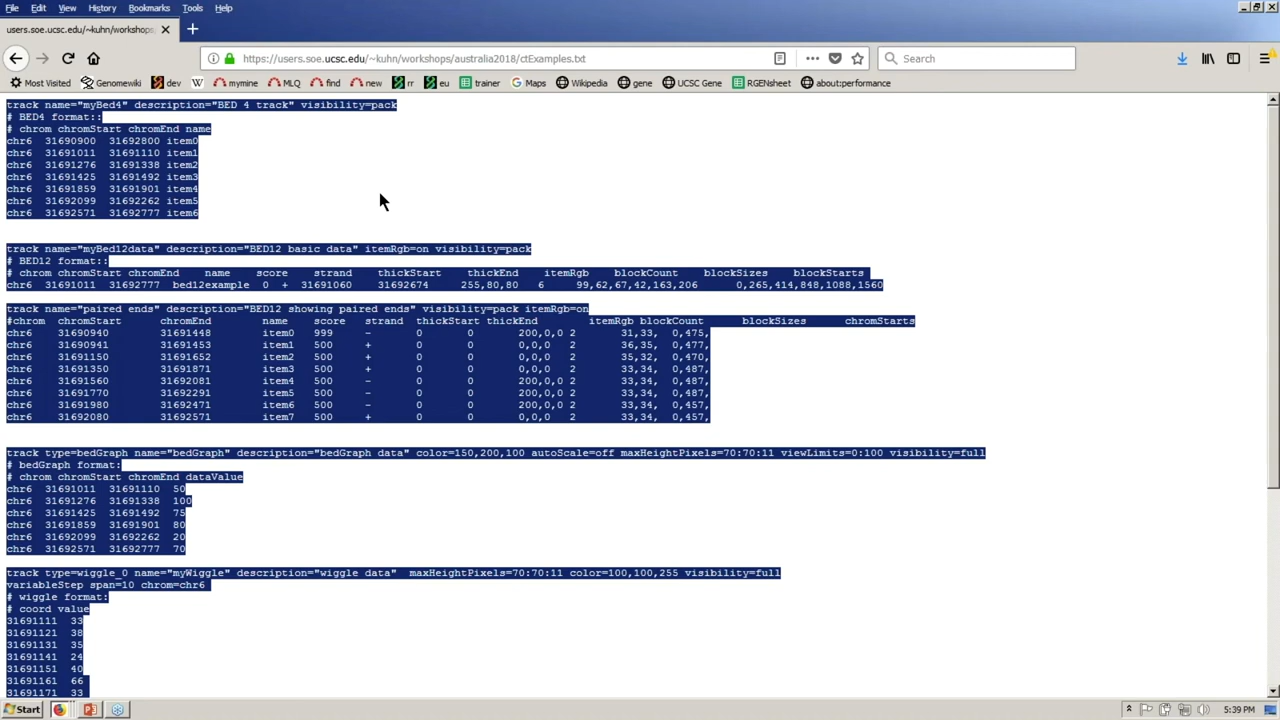 File Edit View History Bookmarks Tools Help
users.soe.ucsc.edu/~kuhn/workshops
https://users.soe.ucsc.edu/~kuhn/workshops/australia2018/ctExamples.txt
Search
Most Visited Genomewiki dev W mymine MLQ find new rr eu trainer Maps Wikipedia gene UCSC Gene RGENsheet about:performance
track name="myBed4" description="BED 4 track" visibility=pack
# BED4 format::
# chrom chromStart chromEnd name
chr6 31690900 31692800 item0
chr6 31691011 31691110 item1
chr6 31691276 31691338 item2
chr6 31691425 31691492 item3
chr6 31691859 31691901 item4
chr6 31692099 31692262 item5
chr6 31692571 31692777 item6
track name="myBed12data" description="BED12 basic data" itemRgb=on visibility=pack
# BED12 format::
# chrom chromStart chromEnd name score strand thickStart thickEnd itemRgb blockCount blockSizes blockStarts
chr6 31691011 31692777 bed12example 0 + 31691060 31692674 255,80,80 6 99,62,67,42,163,206 0,265,414,848,1088,1560
track name="paired ends" description="BED12 showing paired ends" visibility=pack itemRgb=on
#chrom chromStart chromEnd name score strand thickStart thickEnd itemRgb blockCount blockSizes chromStarts
chr6 31690940 31691448 item0 999 - 0 0 200,0,0 2 31,33, 0,475,
chr6 31690941 31691453 item1 500 + 0 0 0,0,0 2 36,35, 0,477,
chr6 31691150 31691652 item2 500 + 0 0 0,0,0 2 35,32, 0,470,
chr6 31691350 31691871 item3 500 + 0 0 0,0,0 2 33,34, 0,487,
chr6 31691560 31692081 item4 500 - 0 0 200,0,0 2 33,34, 0,487,
chr6 31691770 31692291 item5 500 - 0 0 200,0,0 2 33,34, 0,487,
chr6 31691980 31692471 item6 500 - 0 0 200,0,0 2 33,34, 0,457,
chr6 31692080 31692571 item7 500 + 0 0 0,0,0 2 33,34, 0,457,
track type=bedGraph name="bedGraph" description="bedGraph data" color=150,200,100 autoScale=off maxHeightPixels=70:70:11 viewLimits=0:100 visibility=full
# bedGraph format:
# chrom chromStart chromEnd dataValue
chr6 31691011 31691110 50
chr6 31691276 31691338 100
chr6 31691425 31691492 75
chr6 31691859 31691901 80
chr6 31692099 31692262 20
chr6 31692571 31692777 70
track type=wiggle_0 name="myWiggle" description="wiggle data" maxHeightPixels=70:70:11 color=100,100,255 visibility=full
variableStep span=10 chrom=chr6
# wiggle format:
# coord value
31691111 33
31691121 38
31691131 35
31691141 24
31691151 40
31691161 66
31691171 33
Start
5:39 PM